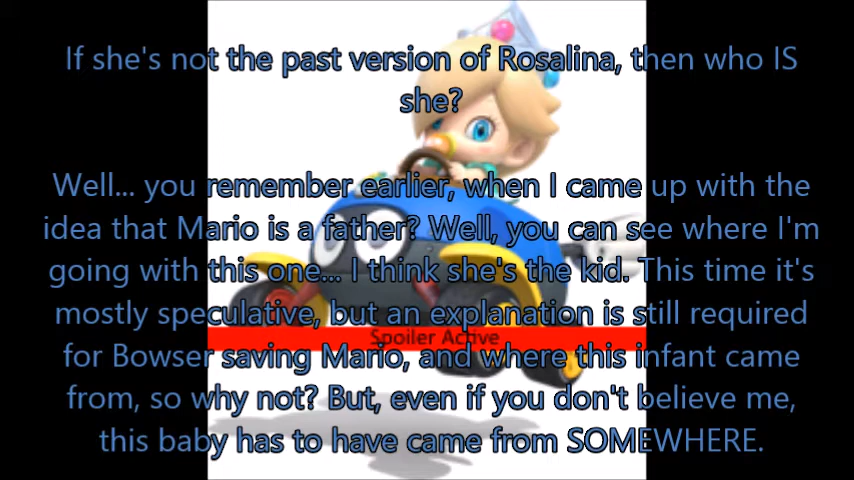 If she's not the past version of Rosalina, then who IS
she?
Well... you remember earlier, when I came up with the
idea that Mario is a father? Well, you can see where I'm
going with this one... I think she's the kid. This time it's
mostly speculative, but an explanation is still required
Spoiler Active
for Bowser saving Mario, and where this infant came
from, so why not? But, even if you don't believe me,
this baby has to have came from SOMEWHERE.